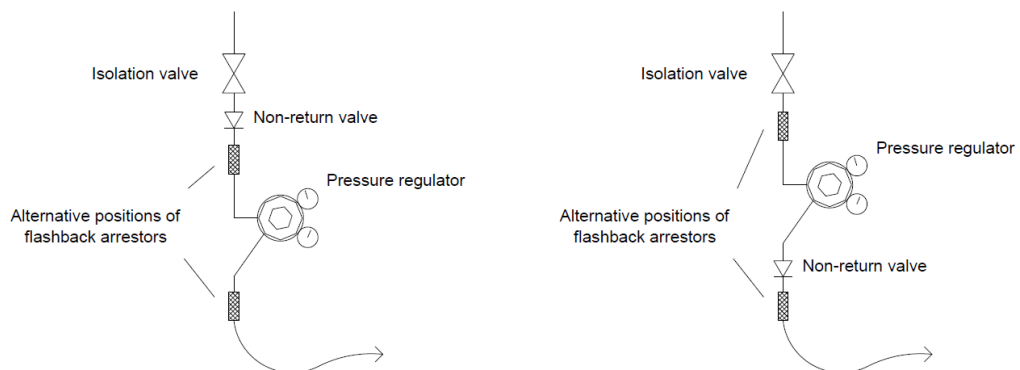 Isolation valve
Non-return valve
Pressure regulator
Alternative positions of
flashback arrestors
Isolation valve
Pressure regulator
Alternative positions of
flashback arrestors
Non-return valve